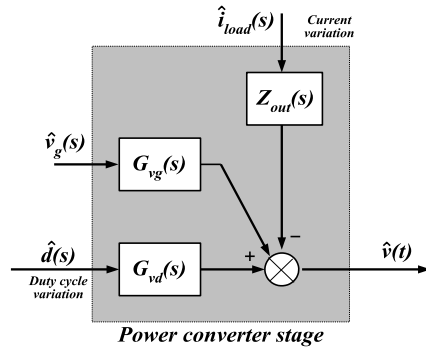 î_load(s)
Current
variation
Z_out(s)
v̂_g(s)
G_vg(s)
−
+
d̂(s)
G_vd(s)
v̂(t)
Duty cycle
variation
Power converter stage